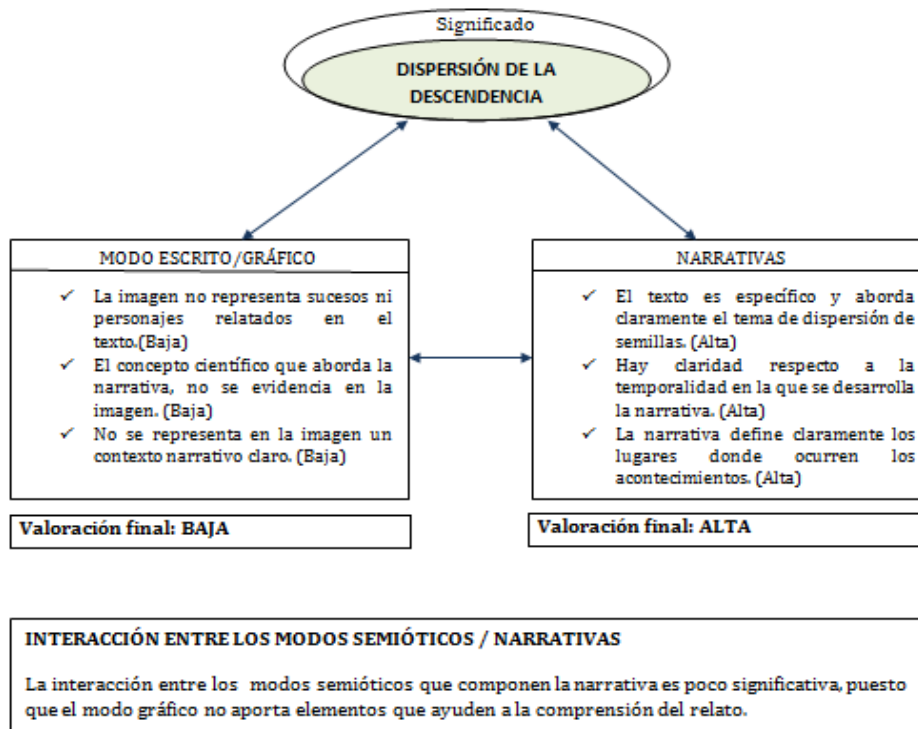 Significado
DISPERSIÓN DE LA
DESCENDENCIA
MODO ESCRITO/GRÁFICO
✓ La imagen no representa sucesos ni
personajes relatados en el
texto.(Baja)
✓ El concepto científico que aborda la
narrativa, no se evidencia en la
imagen. (Baja)
✓ No se representa en la imagen un
contexto narrativo claro. (Baja)
Valoración final: BAJA
NARRATIVAS
✓ El texto es específico y aborda
claramente el tema de dispersión de
semillas. (Alta)
✓ Hay claridad respecto a la
temporalidad en la que se desarrolla
la narrativa. (Alta)
✓ La narrativa define claramente los
lugares donde ocurren los
acontecimientos. (Alta)
Valoración final: ALTA
INTERACCIÓN ENTRE LOS MODOS SEMIÓTICOS / NARRATIVAS
La interacción entre los modos semióticos que componen la narrativa es poco significativa, puesto
que el modo gráfico no aporta elementos que ayuden a la comprensión del relato.